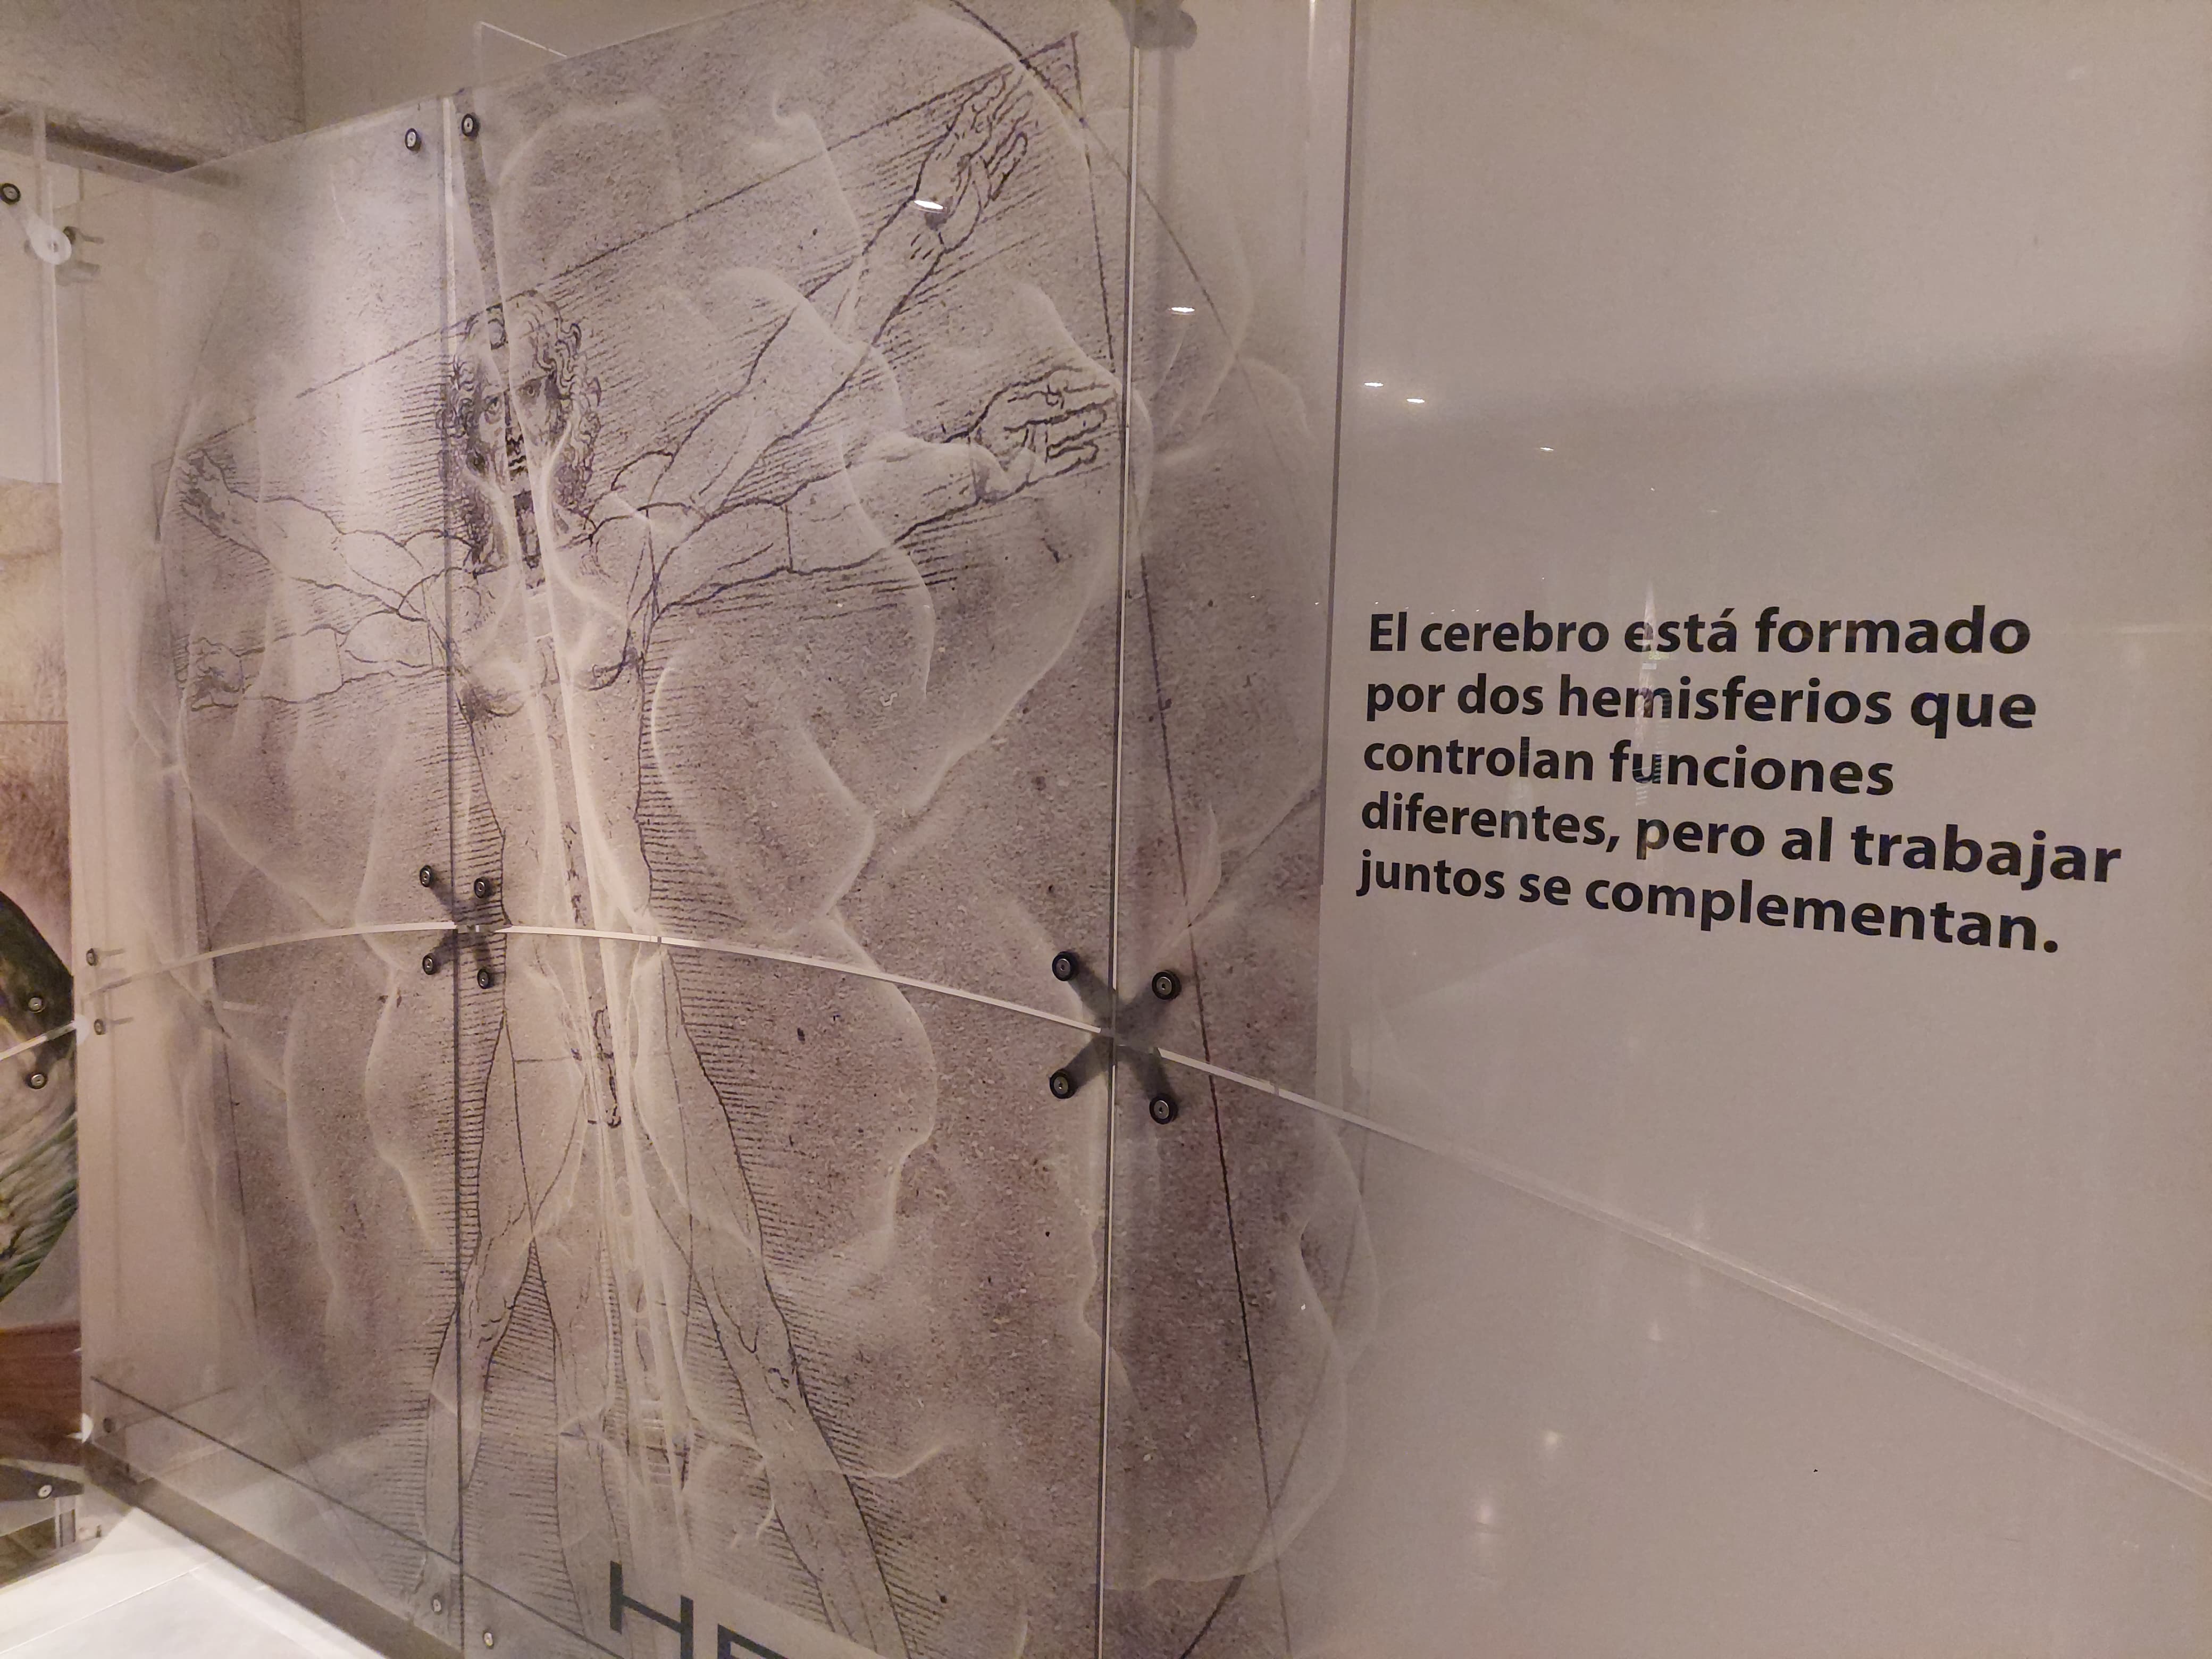 El cerebro está formado
por dos hemisferios que
controlan funciones
diferentes, pero al trabajar
juntos se complementan.